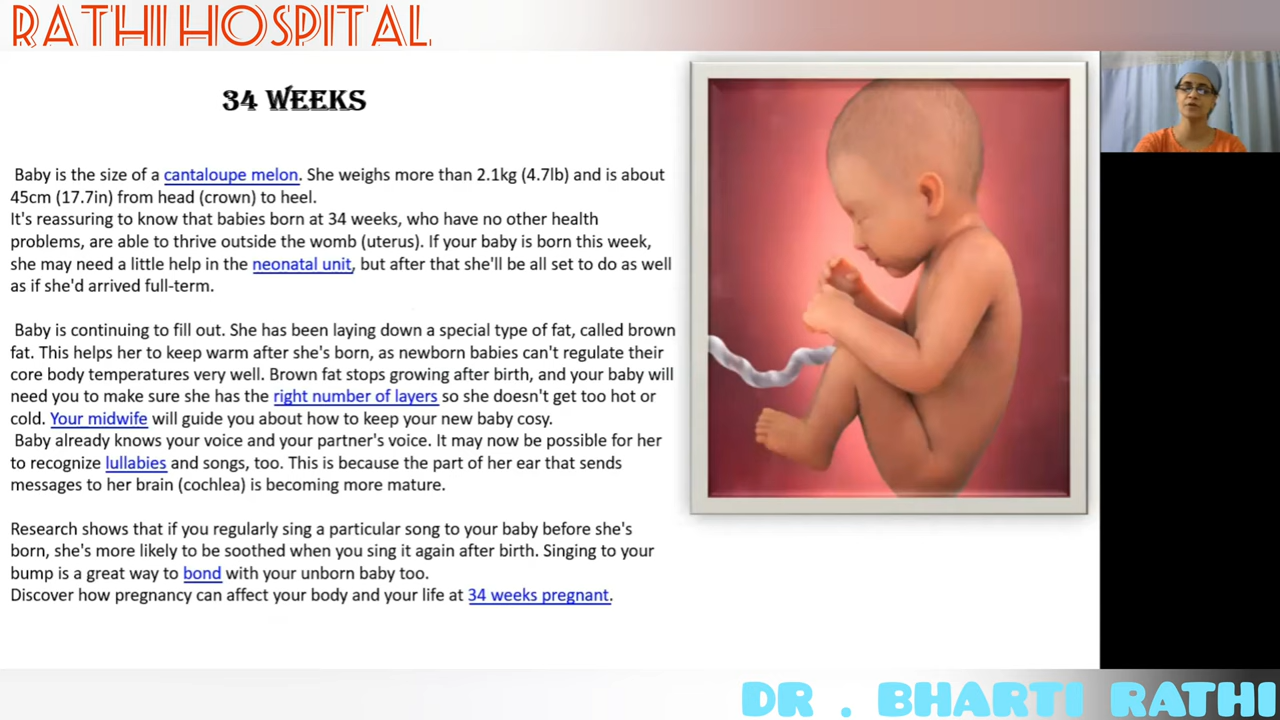 RATHI HOSPITAL
34 WEEKS
Baby is the size of a cantaloupe melon. She weighs more than 2.1kg (4.7lb) and is about
45cm (17.7in) from head (crown) to heel.
It's reassuring to know that babies born at 34 weeks, who have no other health
problems, are able to thrive outside the womb (uterus). If your baby is born this week,
she may need a little help in the neonatal unit, but after that she'll be all set to do as well
as if she'd arrived full-term.
Baby is continuing to fill out. She has been laying down a special type of fat, called brown
fat. This helps her to keep warm after she's born, as newborn babies can't regulate their
core body temperatures very well. Brown fat stops growing after birth, and your baby will
need you to make sure she has the right number of layers so she doesn't get too hot or
cold. Your midwife will guide you about how to keep your new baby cosy.
Baby already knows your voice and your partner's voice. It may now be possible for her
to recognize lullabies and songs, too. This is because the part of her ear that sends
messages to her brain (cochlea) is becoming more mature.
Research shows that if you regularly sing a particular song to your baby before she's
born, she's more likely to be soothed when you sing it again after birth. Singing to your
bump is a great way to bond with your unborn baby too.
Discover how pregnancy can affect your body and your life at 34 weeks pregnant.
DR . BHARTI RATHI